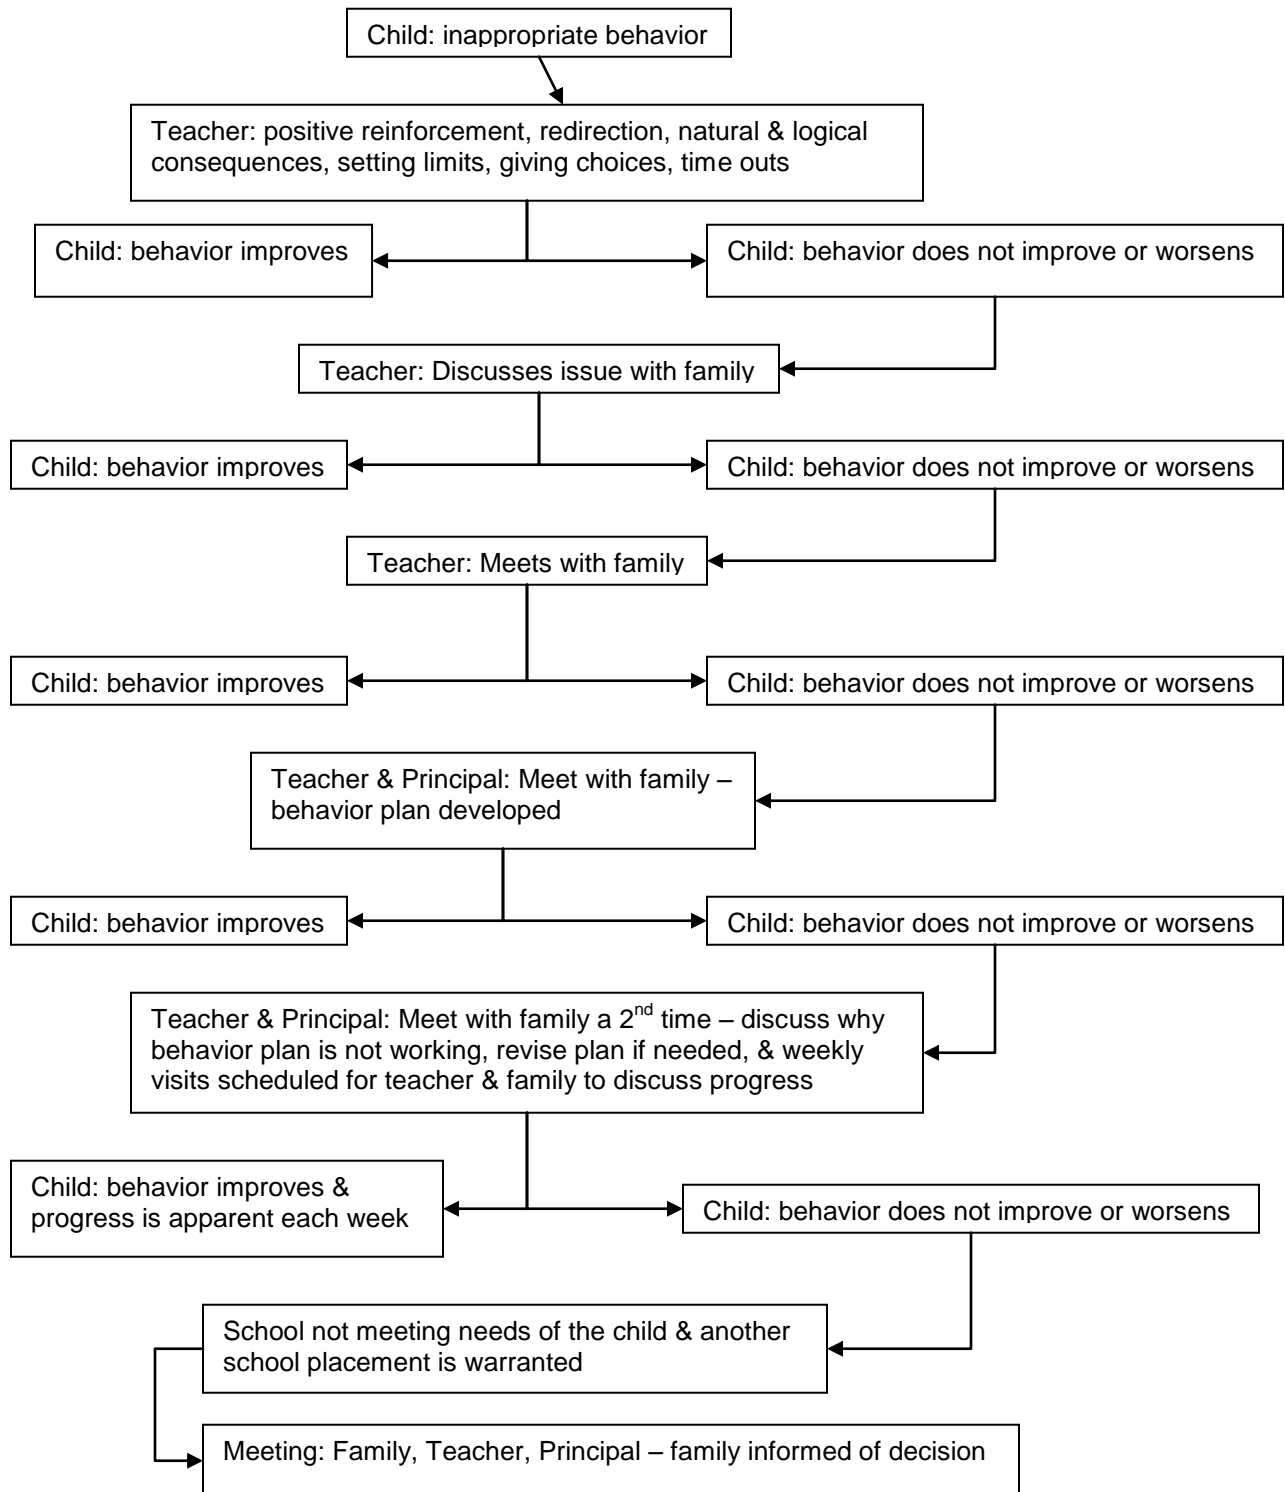 Child: inappropriate behavior
Teacher: positive reinforcement, redirection, natural & logical
consequences, setting limits, giving choices, time outs
Child: behavior improves
Child: behavior does not improve or worsens
Teacher: Discusses issue with family
Child: behavior improves
Child: behavior does not improve or worsens
Teacher: Meets with family
Child: behavior improves
Child: behavior does not improve or worsens
Teacher & Principal: Meet with family –
behavior plan developed
Child: behavior improves
Child: behavior does not improve or worsens
Teacher & Principal: Meet with family a 2nd time – discuss why
behavior plan is not working, revise plan if needed, & weekly
visits scheduled for teacher & family to discuss progress
Child: behavior improves &
progress is apparent each week
Child: behavior does not improve or worsens
School not meeting needs of the child & another
school placement is warranted
Meeting: Family, Teacher, Principal – family informed of decision